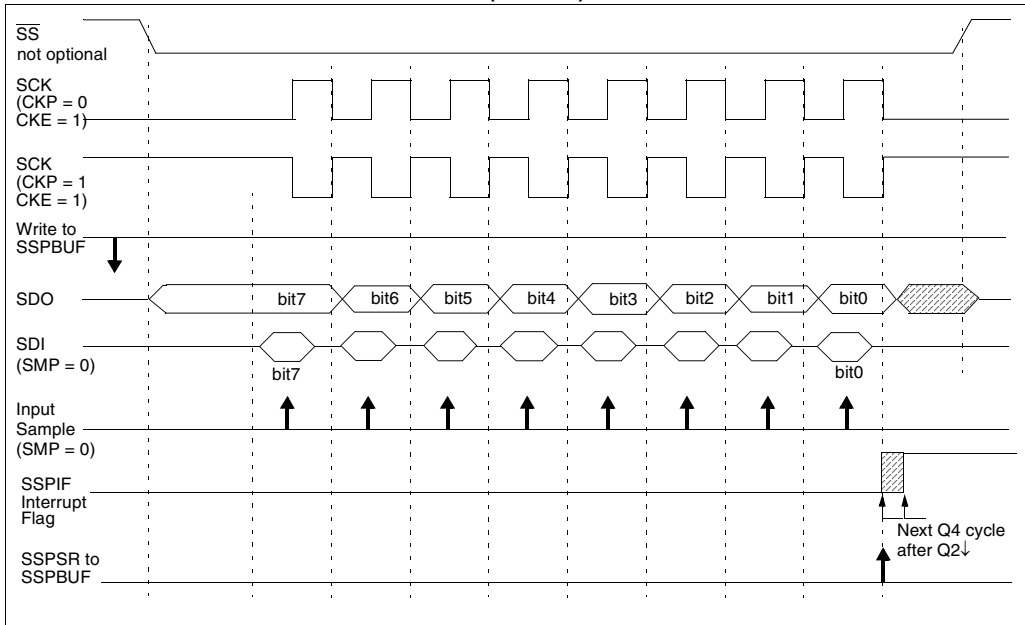 SS
not optional
SCK
(CKP = 0
CKE = 1)
SCK
(CKP = 1
CKE = 1)
Write to
SSPBUF
SDO
bit7 bit6 bit5 bit4 bit3 bit2 bit1 bit0
SDI
(SMP = 0)
bit7 bit0
Input
Sample
(SMP = 0)
SSPIF
Interrupt
Flag
Next Q4 cycle
after Q2↓
SSPSR to
SSPBUF